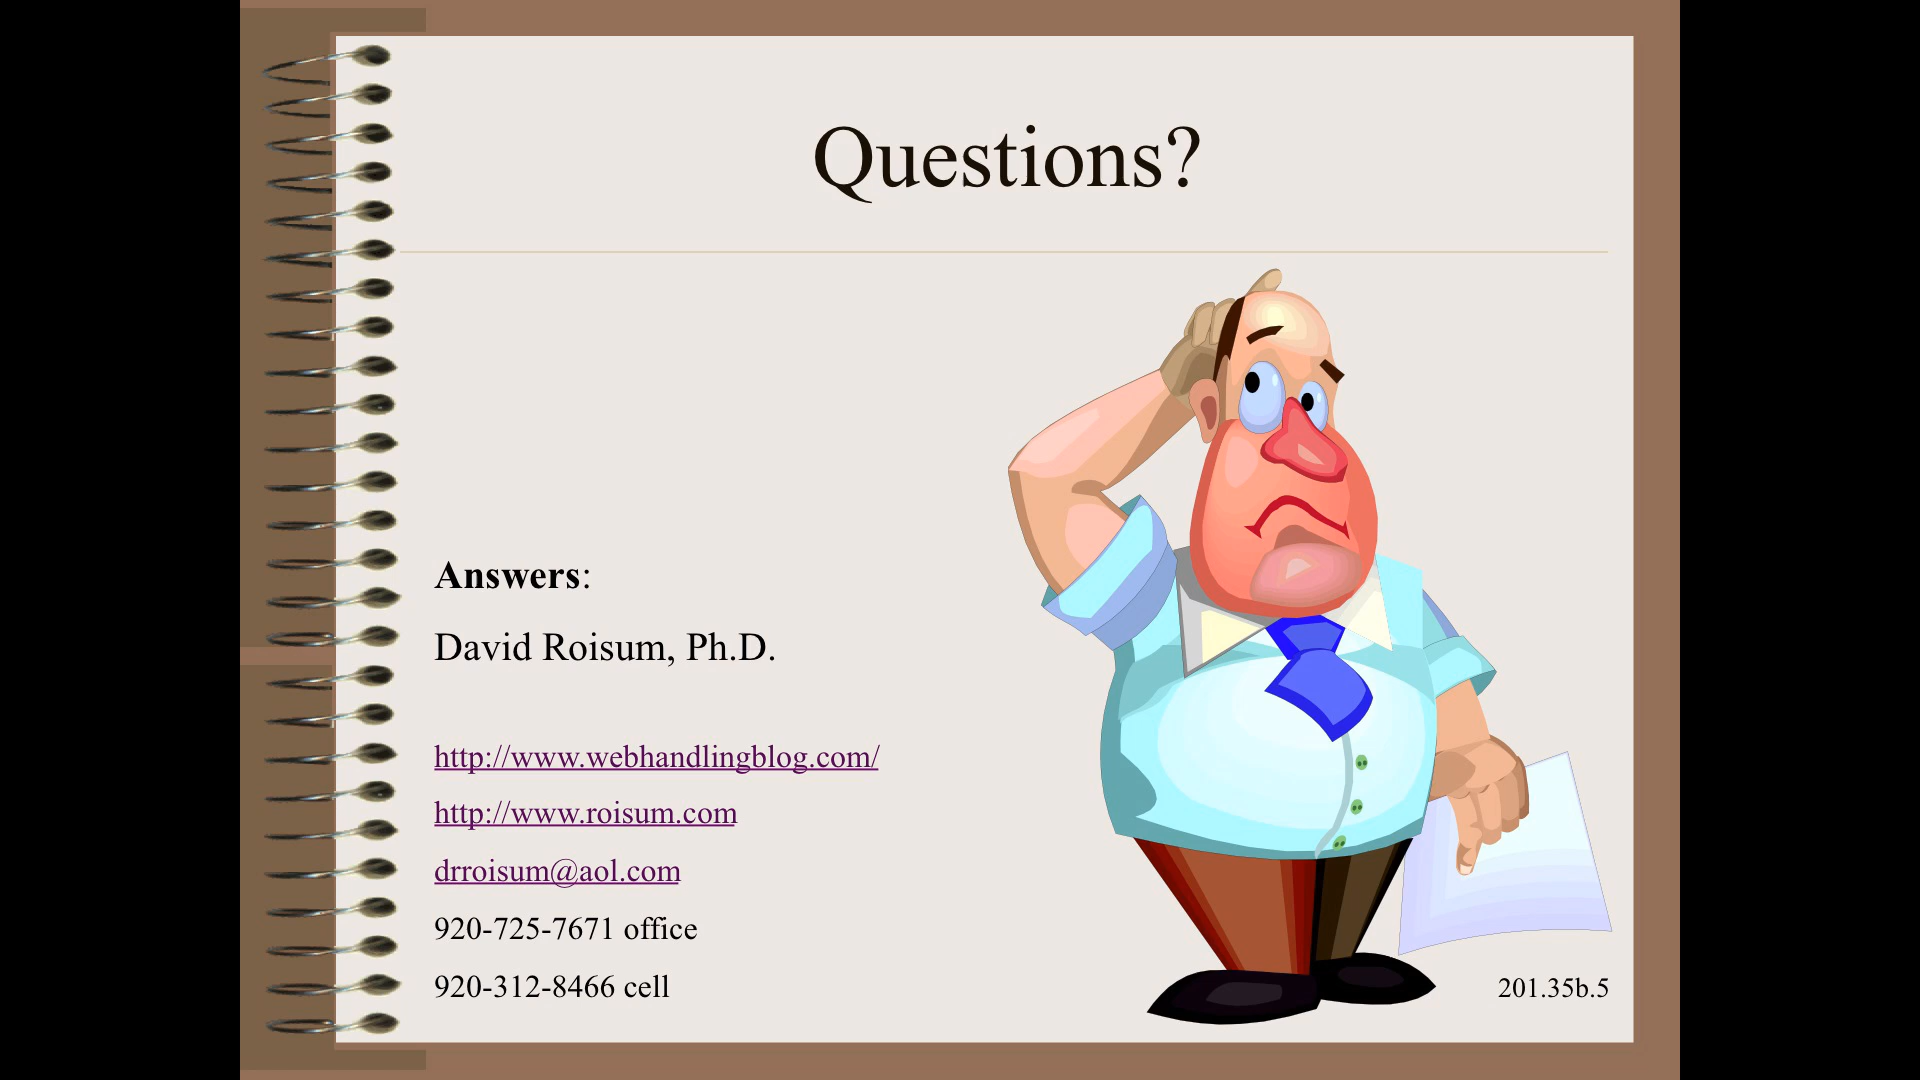 Questions?
Answers:
David Roisum, Ph.D.
http://www.webhandlingblog.com/
http://www.roisum.com
drroisum@aol.com
920-725-7671 office
920-312-8466 cell
201.35b.5